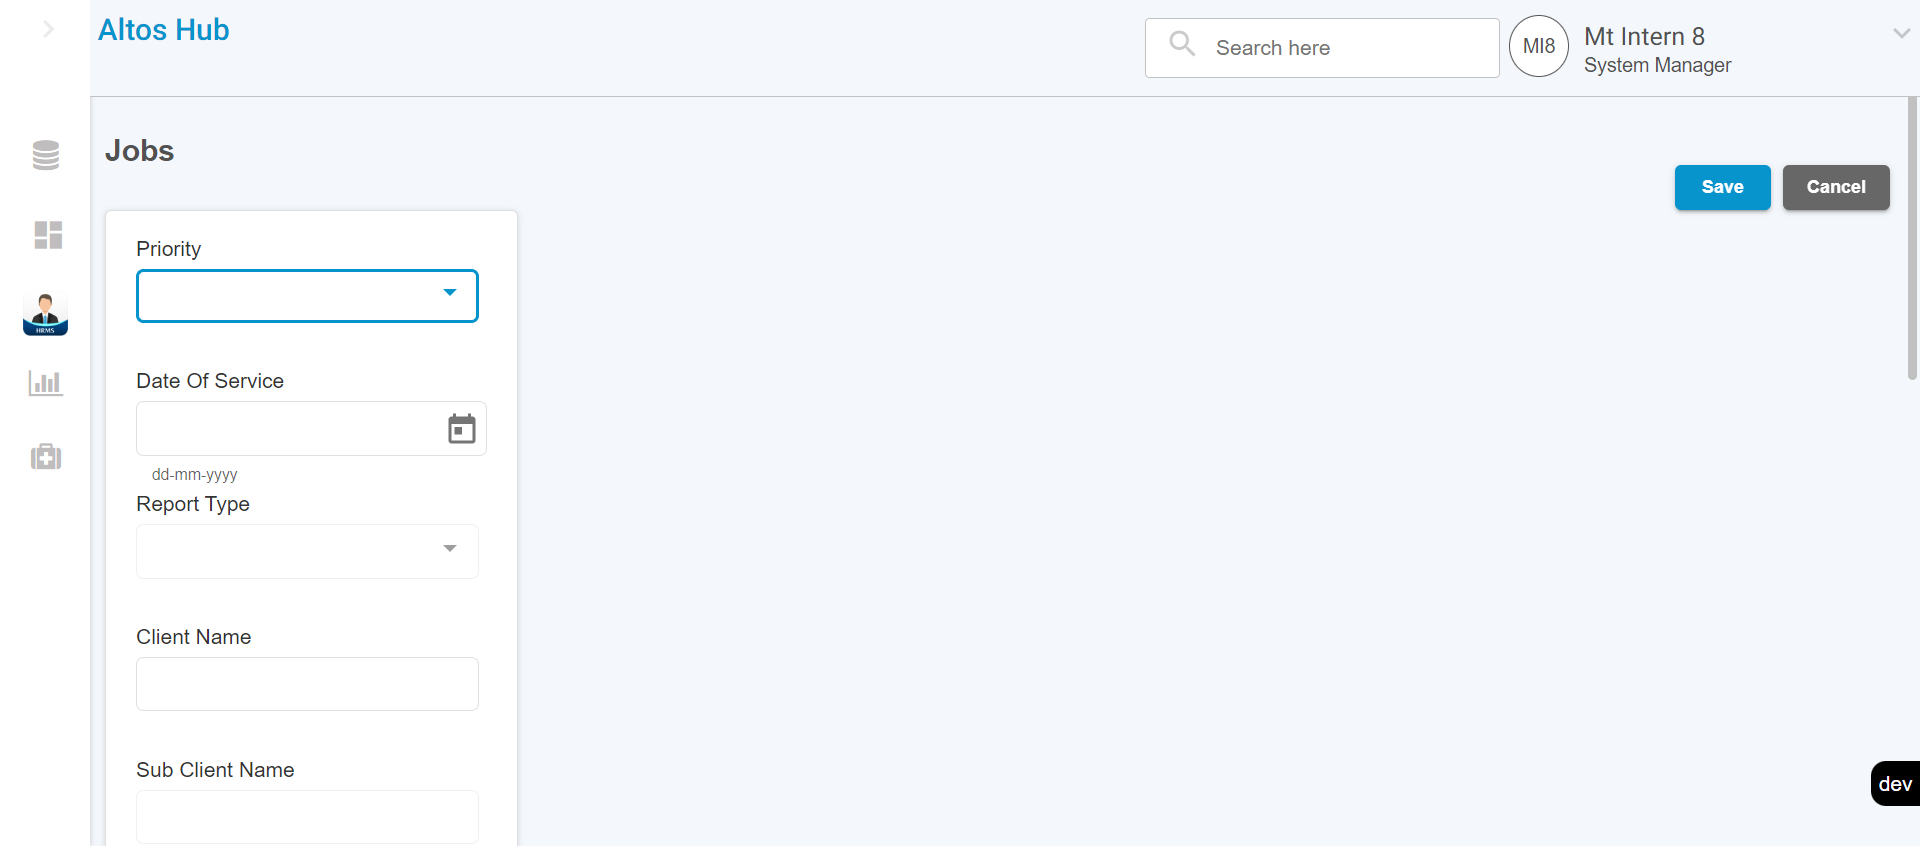 Altos Hub
Search here
MI8
Mt Intern 8
System Manager
Jobs
Save
Cancel
Priority
Date Of Service
dd-mm-yyyy
Report Type
Client Name
Sub Client Name
HRMS
dev